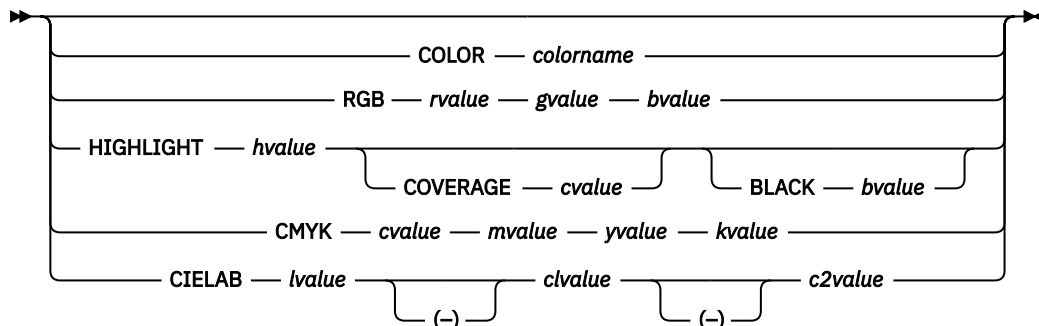 COLOR colorname
RGB rvalue gvalue bvalue
HIGHLIGHT hvalue
COVERAGE cvalue BLACK bvalue
CMYK cvalue mvalue yvalue kvalue
CIELAB lvalue clvalue c2value
(–) (–)